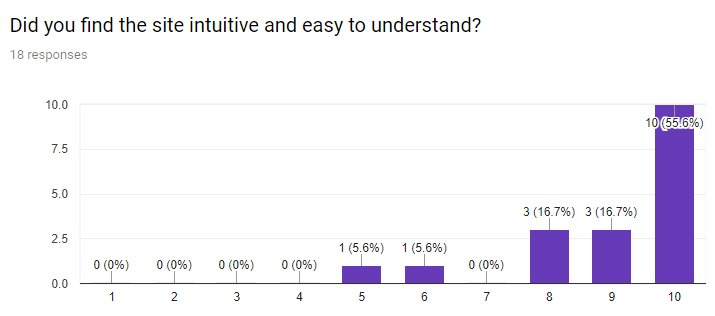 Did you find the site intuitive and easy to understand?
18 responses
10.0
7.5
5.0
2.5
0.0
0 (0%) 0 (0%) 0 (0%) 0 (0%) 1 (5.6%) 1 (5.6%) 0 (0%) 3 (16.7%) 3 (16.7%) 10 (55.6%)
1 2 3 4 5 6 7 8 9 10